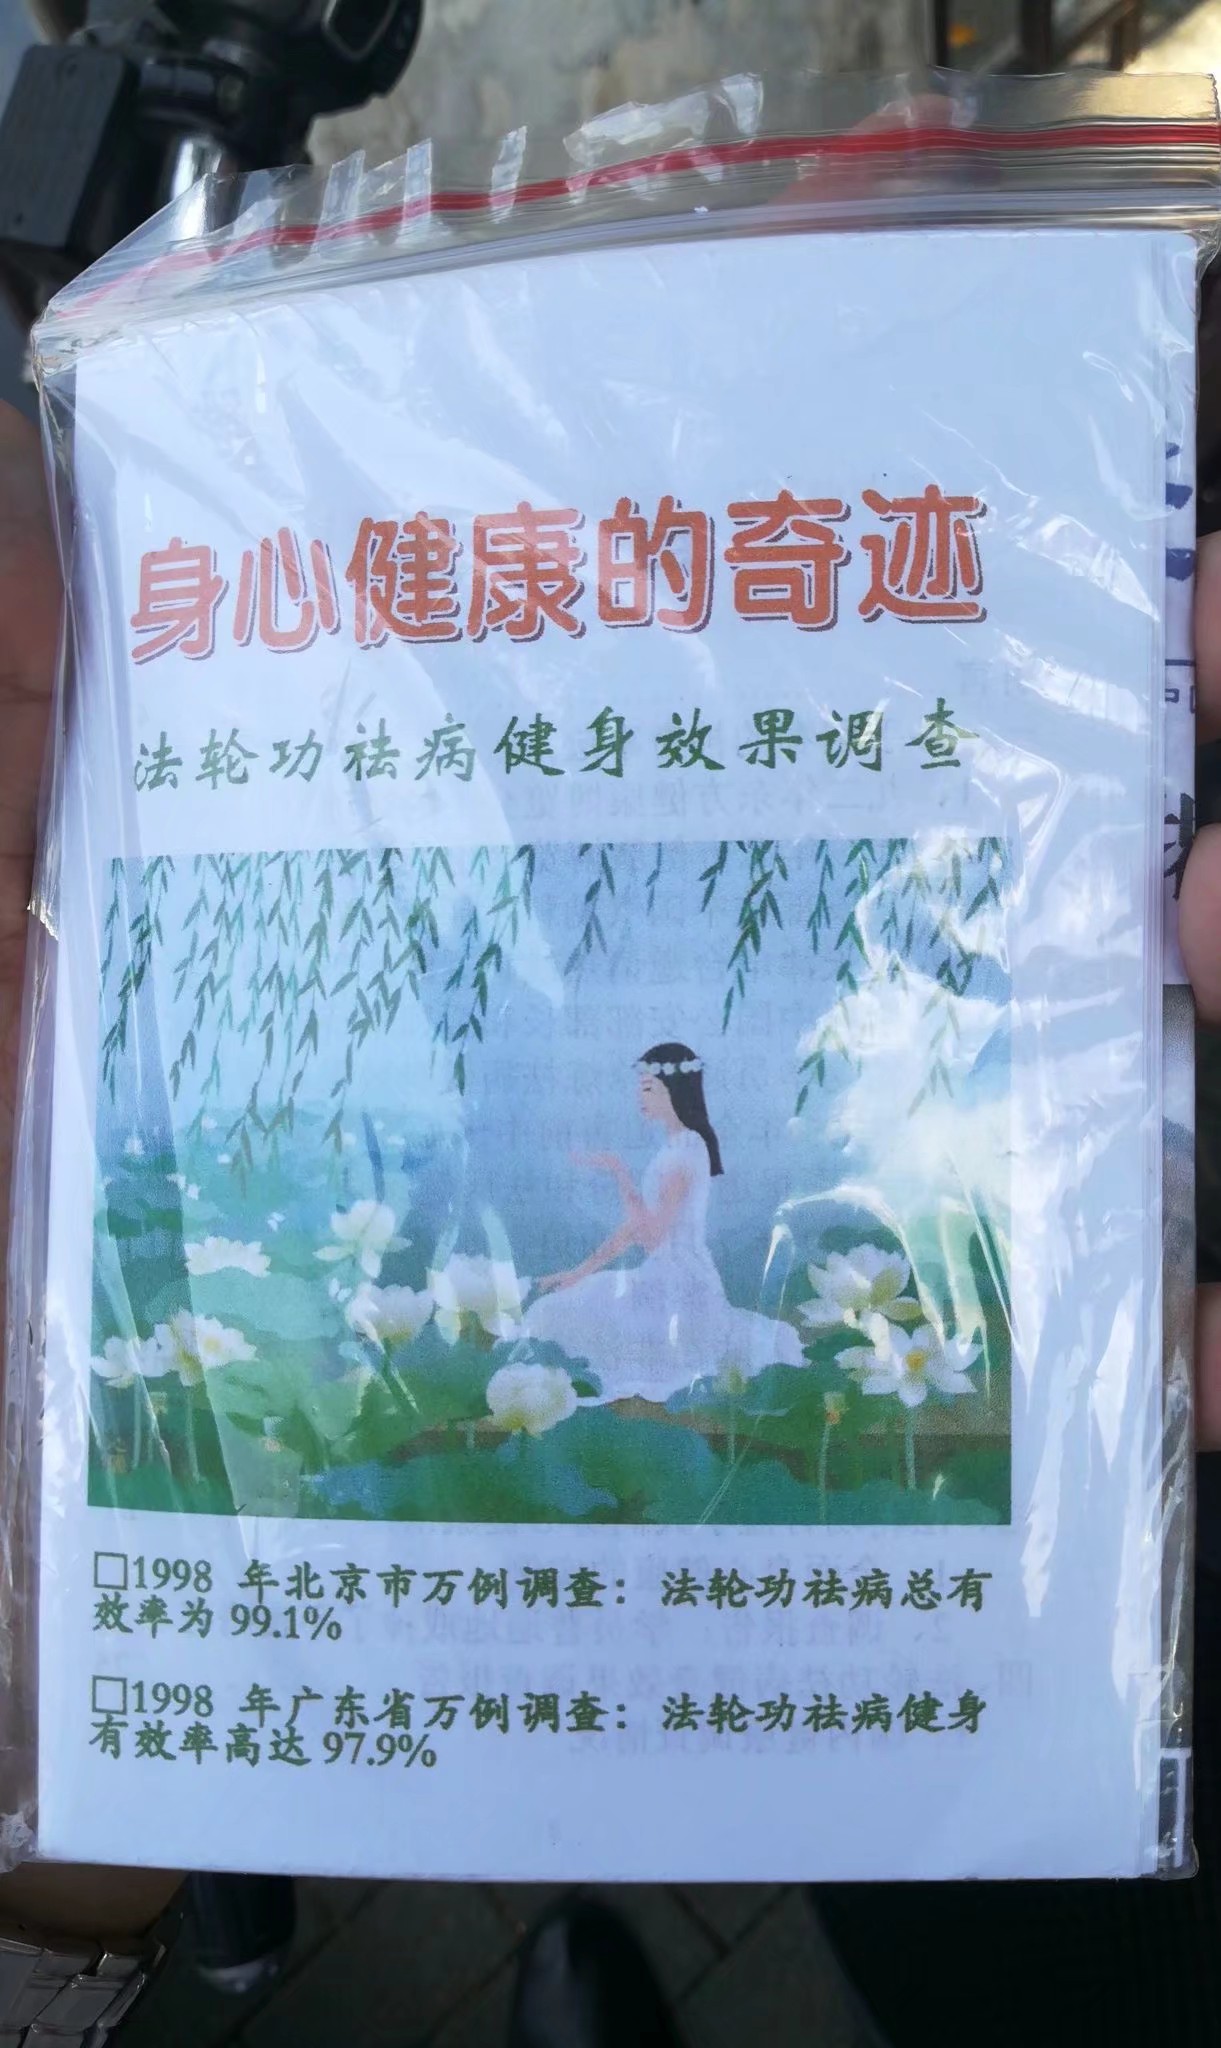 身心健康的奇迹
法轮功祛病健身效果调查
□1998 年北京市万例调查：法轮功祛病总有
效率为 99.1%
□1998 年广东省万例调查：法轮功祛病健身
有效率高达 97.9%